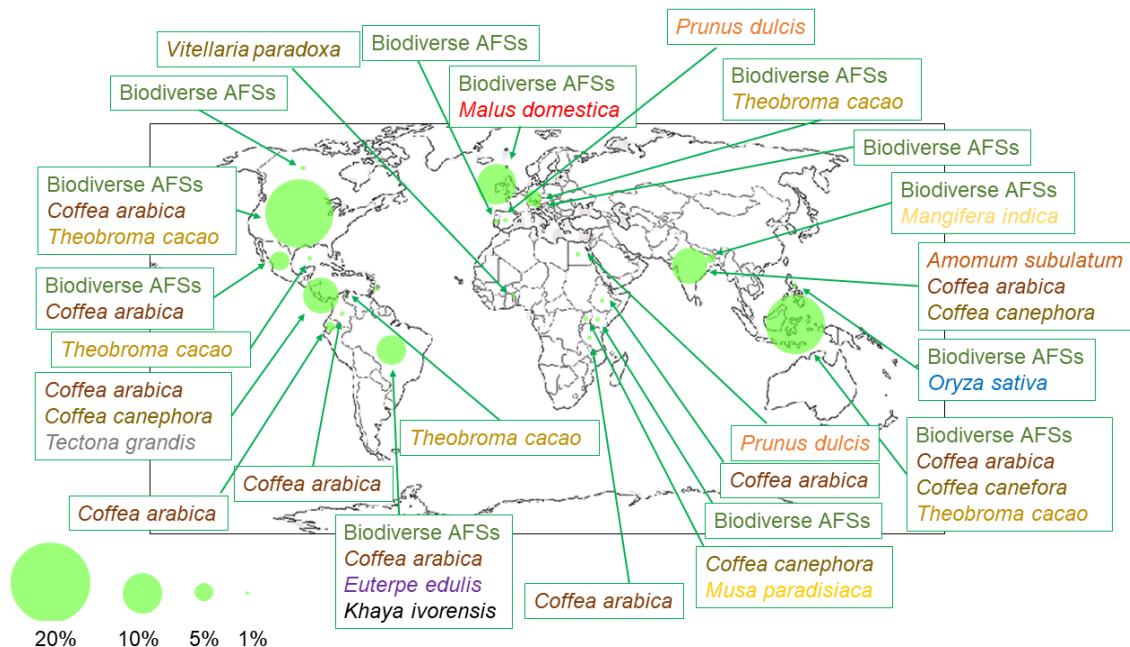 Vitellaria paradoxa
Biodiverse AFSs
Prunus dulcis
Biodiverse AFSs
Biodiverse AFSs
Malus domestica
Biodiverse AFSs
Theobroma cacao
Biodiverse AFSs
Biodiverse AFSs
Coffea arabica
Theobroma cacao
Biodiverse AFSs
Mangifera indica
Amomum subulatum
Coffea arabica
Coffea canephora
Biodiverse AFSs
Coffea arabica
Theobroma cacao
Biodiverse AFSs
Oryza sativa
Coffea arabica
Coffea canephora
Tectona grandis
Theobroma cacao
Prunus dulcis
Biodiverse AFSs
Coffea arabica
Coffea canefora
Theobroma cacao
Coffea arabica
Coffea arabica
Coffea arabica
Biodiverse AFSs
Biodiverse AFSs
Coffea arabica
Euterpe edulis
Khaya ivorensis
Coffea canephora
Musa paradisiaca
Coffea arabica
20% 10% 5% 1%